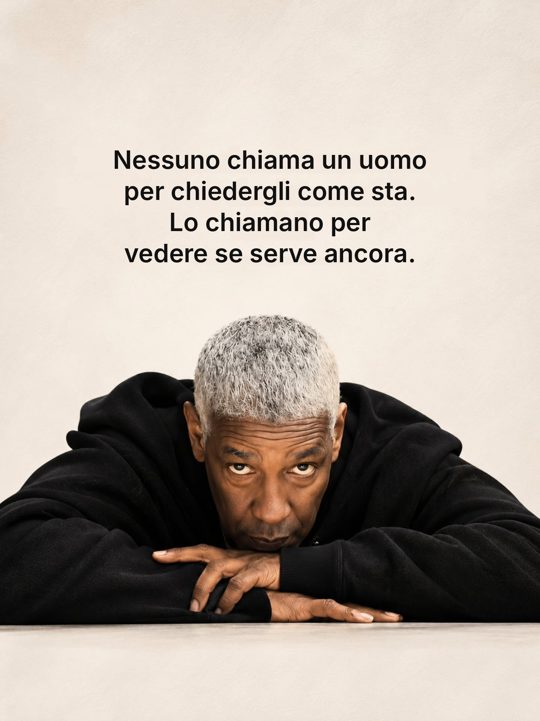 Nessuno chiama un uomo
per chiedergli come sta.
Lo chiamano per
vedere se serve ancora.